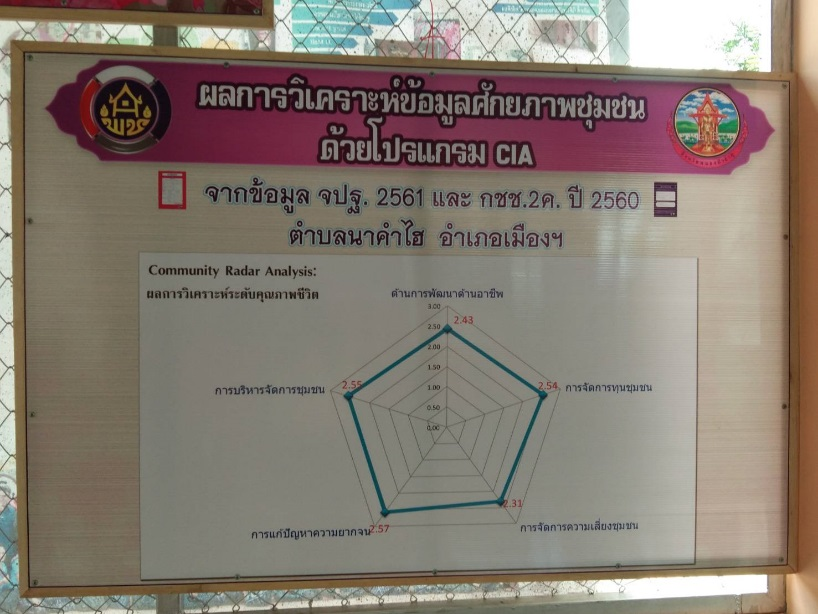 ผลการวิเคราะห์ข้อมูลศักยภาพชุมชน
ด้วยโปรแกรม CIA
พช
จากข้อมูล จปฐ. 2561 และ กชช.2ค. ปี 2560
ตำบลนาคำไฮ อำเภอเมืองฯ
Community Radar Analysis:
ผลการวิเคราะห์ระดับคุณภาพชีวิต
ด้านการพัฒนาด้านอาชีพ
3.00
2.43
2.50
2.00
1.50
1.00
0.50
0.00
การบริหารจัดการชุมชน
2.55
2.54
การจัดการทุนชุมชน
2.31
การจัดการความเสี่ยงชุมชน
การแก้ปัญหาความยากจน
2.57